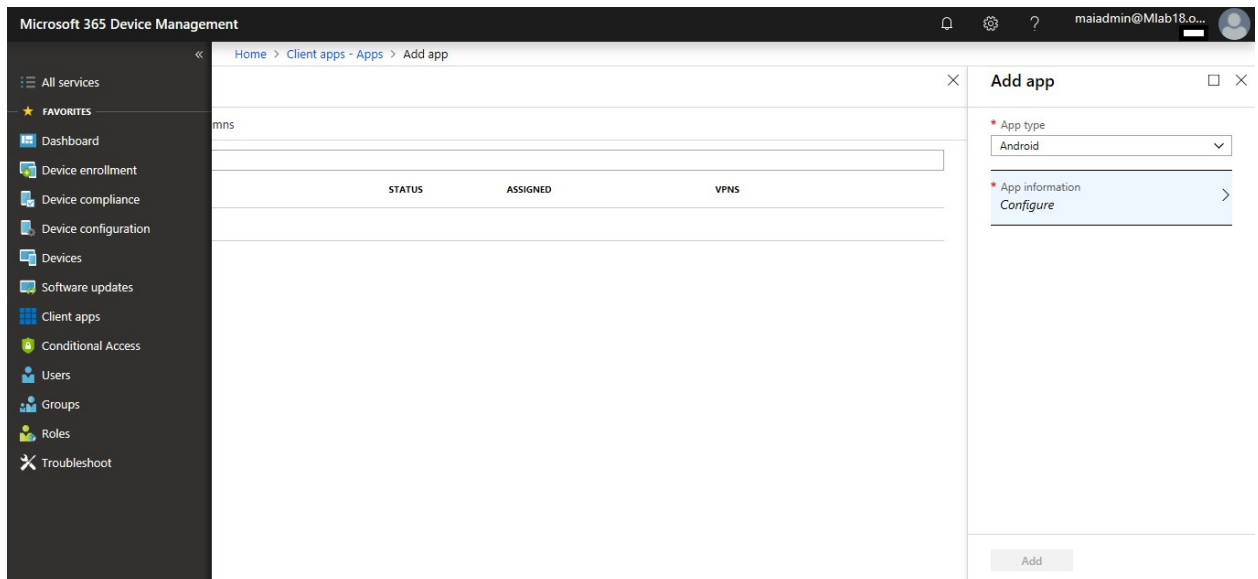 Microsoft 365 Device Management
maiadmin@Mlab18.o...
Home > Client apps - Apps > Add app
All services
FAVORITES
Dashboard
Device enrollment
Device compliance
Device configuration
Devices
Software updates
Client apps
Conditional Access
Users
Groups
Roles
Troubleshoot
mns
STATUS ASSIGNED VPNS
Add app
* App type
Android
* App information
Configure
Add